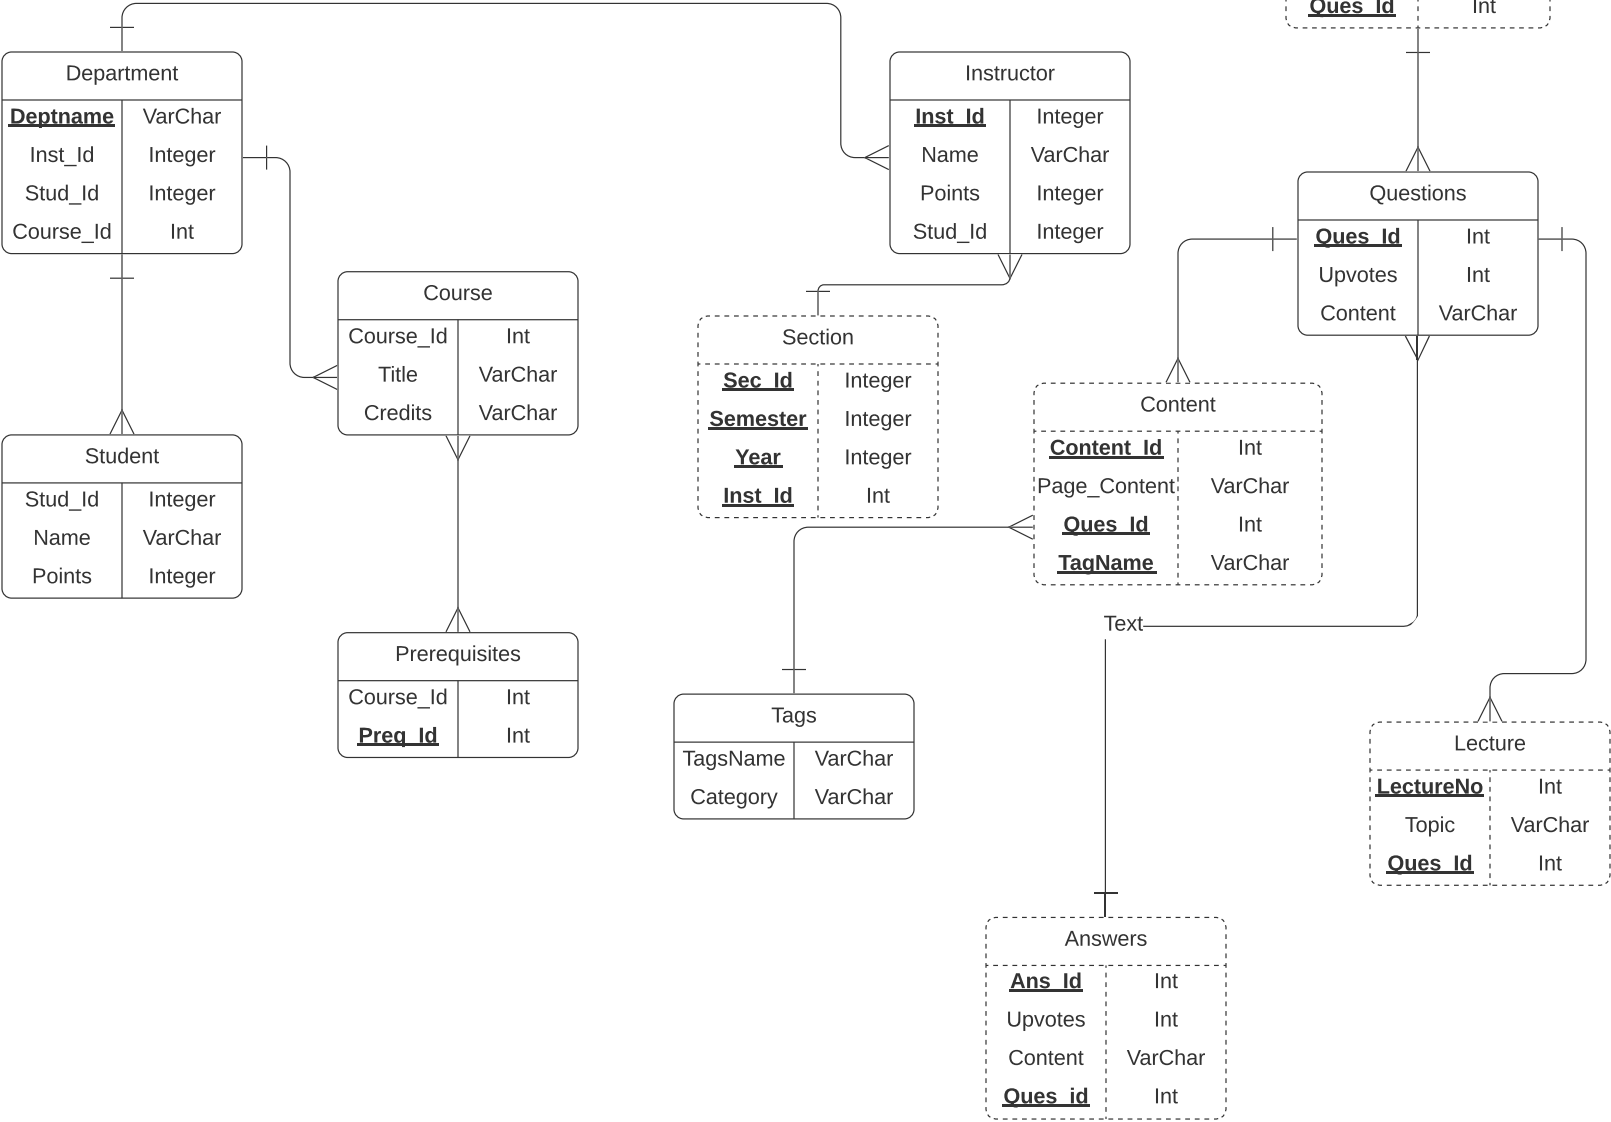 Ques_Id Int
Department
Deptname VarChar
Inst_Id Integer
Stud_Id Integer
Course_Id Int
Instructor
Inst_Id Integer
Name VarChar
Points Integer
Stud_Id Integer
Questions
Ques_Id Int
Upvotes Int
Content VarChar
Course
Course_Id Int
Title VarChar
Credits VarChar
Section
Sec_Id Integer
Semester Integer
Year Integer
Inst_Id Int
Content
Content_Id Int
Page_Content VarChar
Ques_Id Int
TagName VarChar
Student
Stud_Id Integer
Name VarChar
Points Integer
Text
Prerequisites
Course_Id Int
Preq_Id Int
Tags
TagsName VarChar
Category VarChar
Lecture
LectureNo Int
Topic VarChar
Ques_Id Int
Answers
Ans_Id Int
Upvotes Int
Content VarChar
Ques_id Int